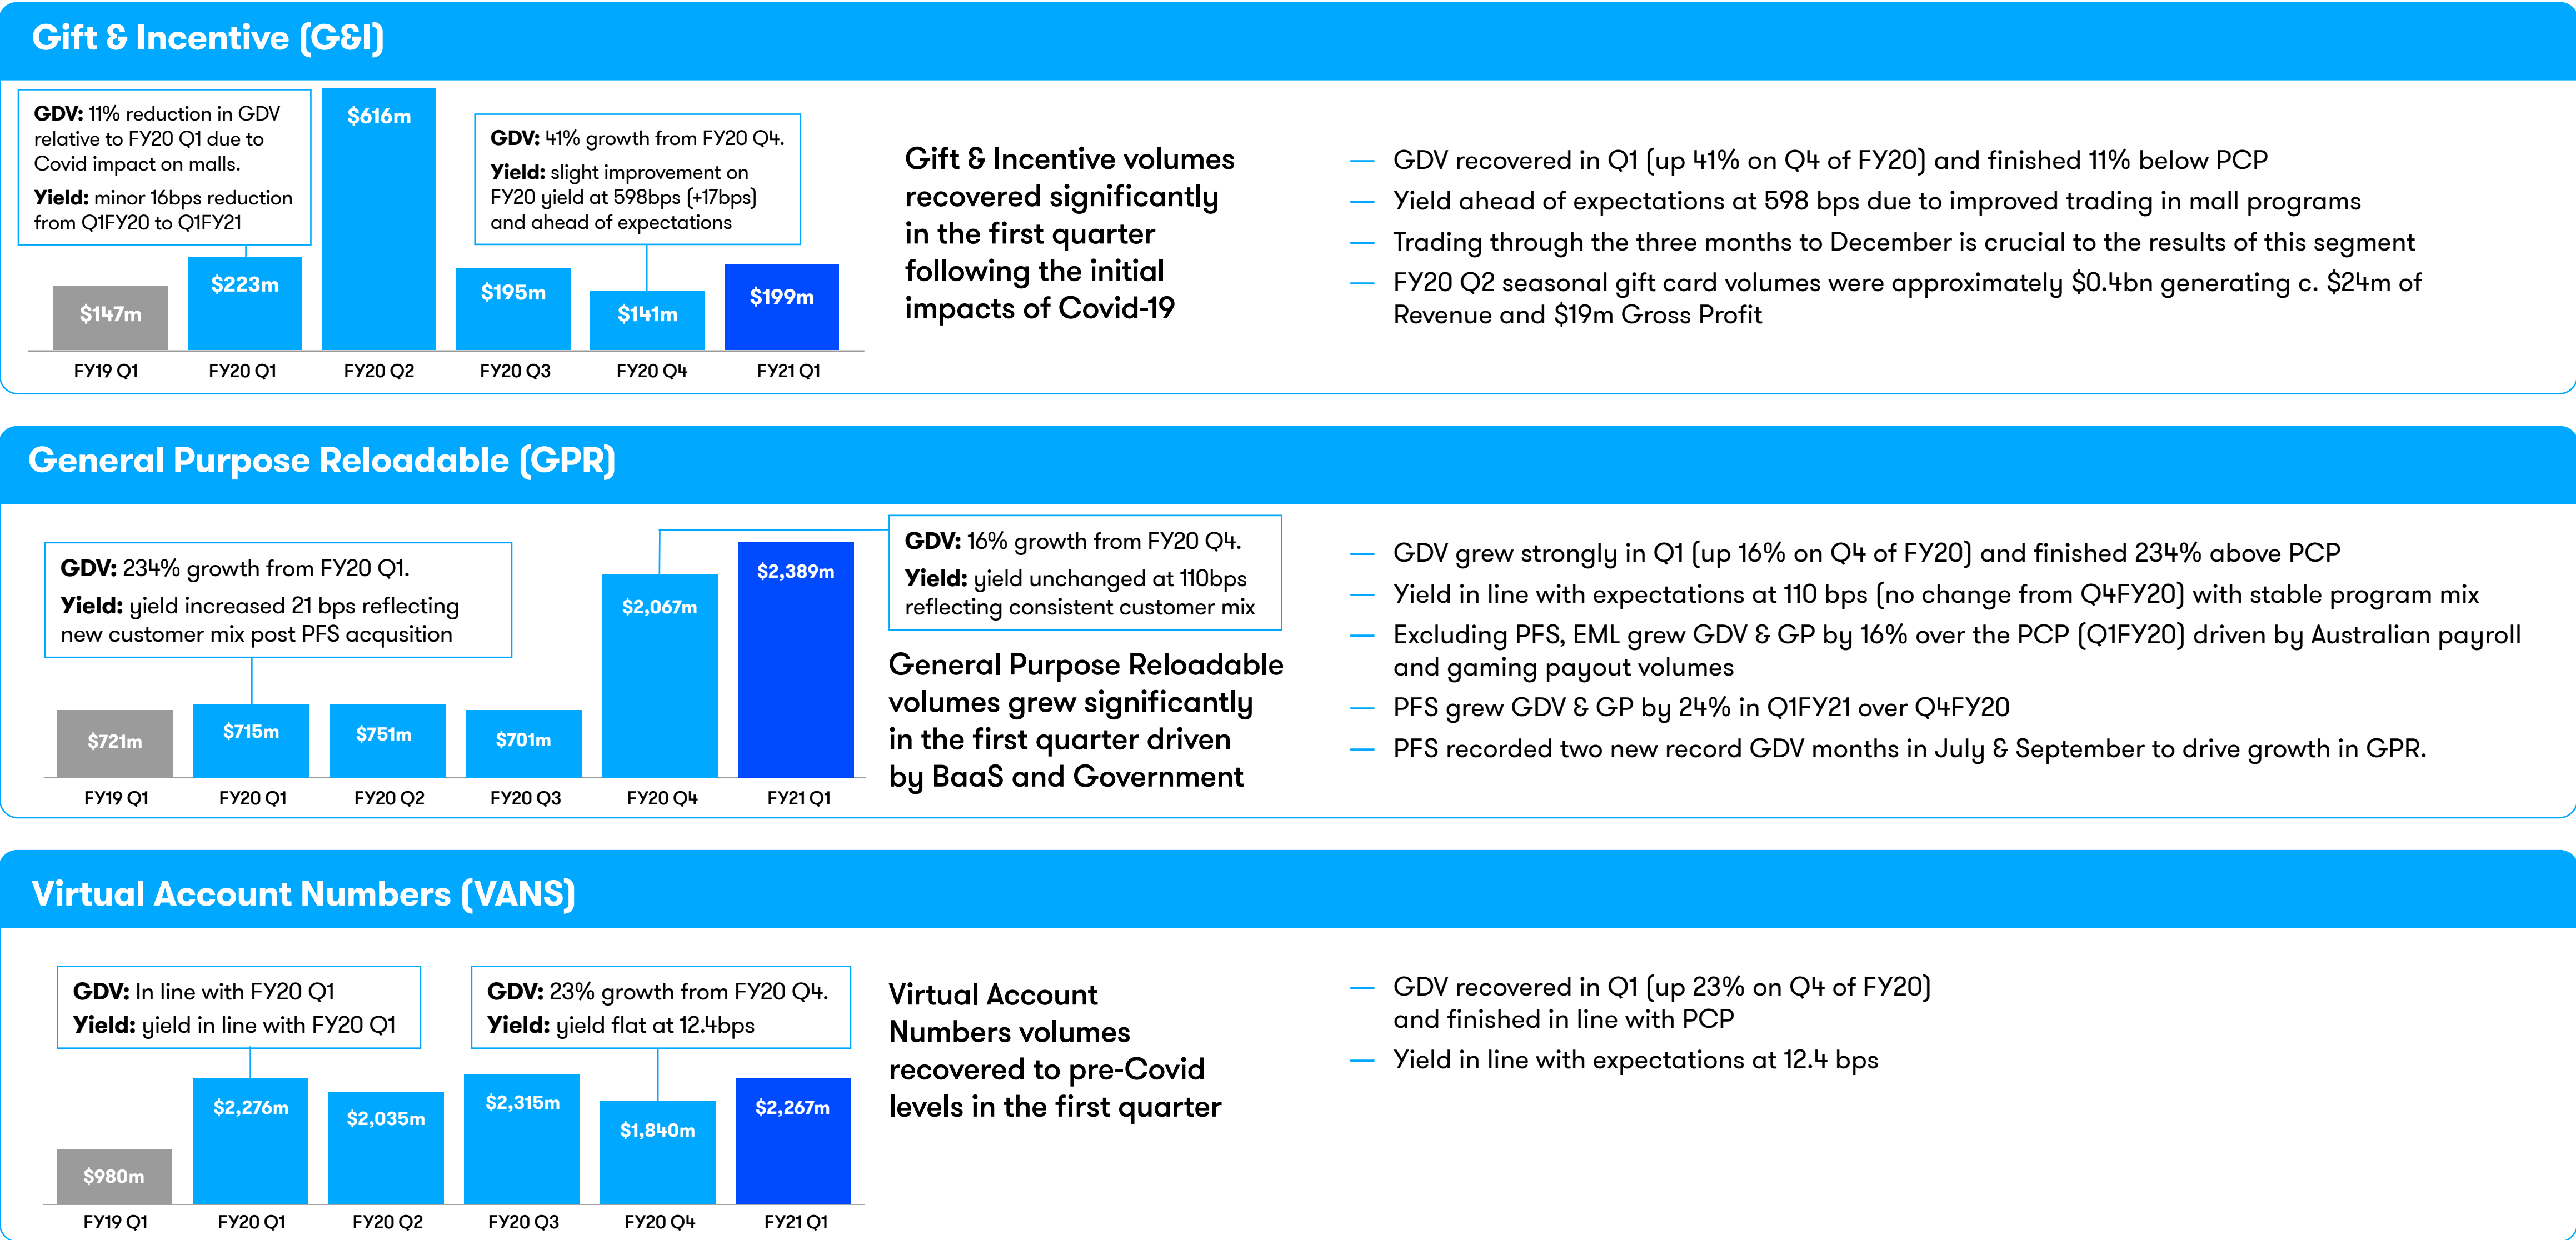 Gift & Incentive (G&I)
GDV: 11% reduction in GDV
relative to FY20 Q1 due to
Covid impact on malls.
Yield: minor 16bps reduction
from Q1FY20 to Q1FY21
GDV: 41% growth from FY20 Q4.
Yield: slight improvement on
FY20 yield at 598bps (+17bps)
and ahead of expectations
$147m
$223m
$616m
$195m
$141m
$199m
FY19 Q1
FY20 Q1
FY20 Q2
FY20 Q3
FY20 Q4
FY21 Q1
Gift & Incentive volumes
recovered significantly
in the first quarter
following the initial
impacts of Covid-19
— GDV recovered in Q1 (up 41% on Q4 of FY20) and finished 11% below PCP
— Yield ahead of expectations at 598 bps due to improved trading in mall programs
— Trading through the three months to December is crucial to the results of this segment
— FY20 Q2 seasonal gift card volumes were approximately $0.4bn generating c. $24m of
Revenue and $19m Gross Profit
General Purpose Reloadable (GPR)
GDV: 234% growth from FY20 Q1.
Yield: yield increased 21 bps reflecting
new customer mix post PFS acqusition
GDV: 16% growth from FY20 Q4.
Yield: yield unchanged at 110bps
reflecting consistent customer mix
$721m
$715m
$751m
$701m
$2,067m
$2,389m
FY19 Q1
FY20 Q1
FY20 Q2
FY20 Q3
FY20 Q4
FY21 Q1
General Purpose Reloadable
volumes grew significantly
in the first quarter driven
by BaaS and Government
— GDV grew strongly in Q1 (up 16% on Q4 of FY20) and finished 234% above PCP
— Yield in line with expectations at 110 bps (no change from Q4FY20) with stable program mix
— Excluding PFS, EML grew GDV & GP by 16% over the PCP (Q1FY20) driven by Australian payroll
and gaming payout volumes
— PFS grew GDV & GP by 24% in Q1FY21 over Q4FY20
— PFS recorded two new record GDV months in July & September to drive growth in GPR.
Virtual Account Numbers (VANS)
GDV: In line with FY20 Q1
Yield: yield in line with FY20 Q1
GDV: 23% growth from FY20 Q4.
Yield: yield flat at 12.4bps
$980m
$2,276m
$2,035m
$2,315m
$1,840m
$2,267m
FY19 Q1
FY20 Q1
FY20 Q2
FY20 Q3
FY20 Q4
FY21 Q1
Virtual Account
Numbers volumes
recovered to pre-Covid
levels in the first quarter
— GDV recovered in Q1 (up 23% on Q4 of FY20)
and finished in line with PCP
— Yield in line with expectations at 12.4 bps